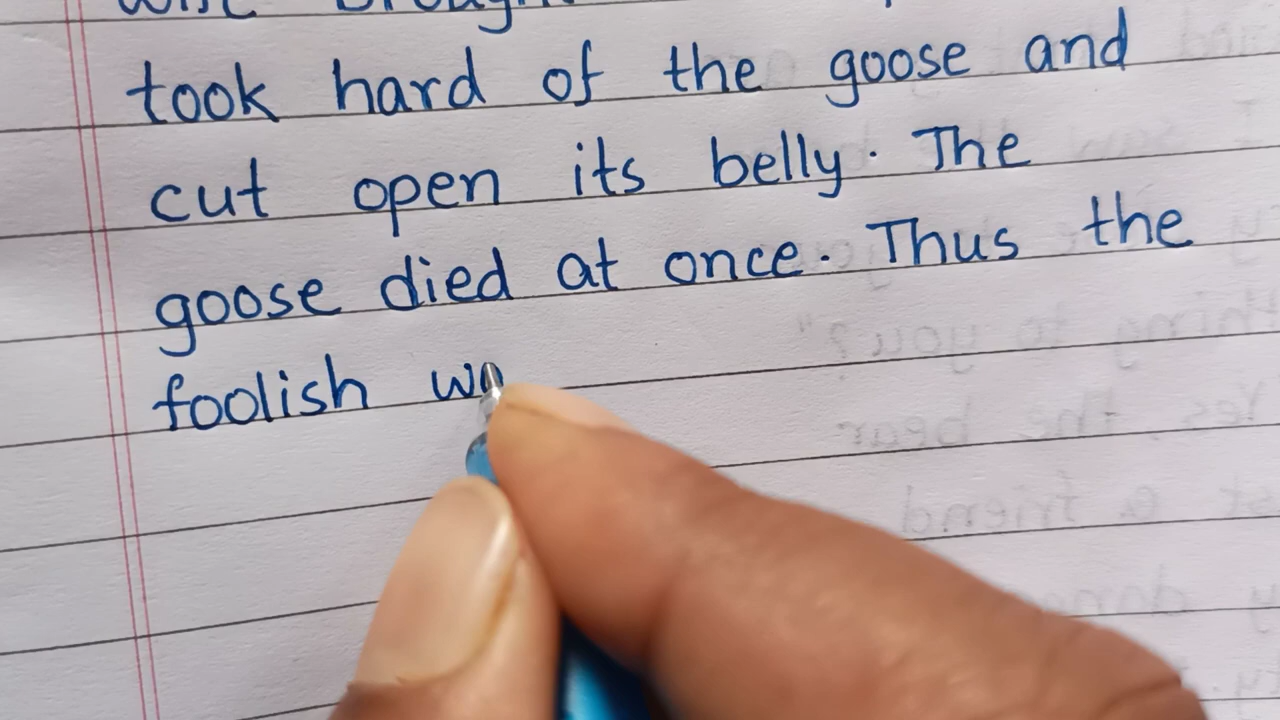 took hard of the goose and
cut open its belly. The
goose died at once. Thus the
foolish